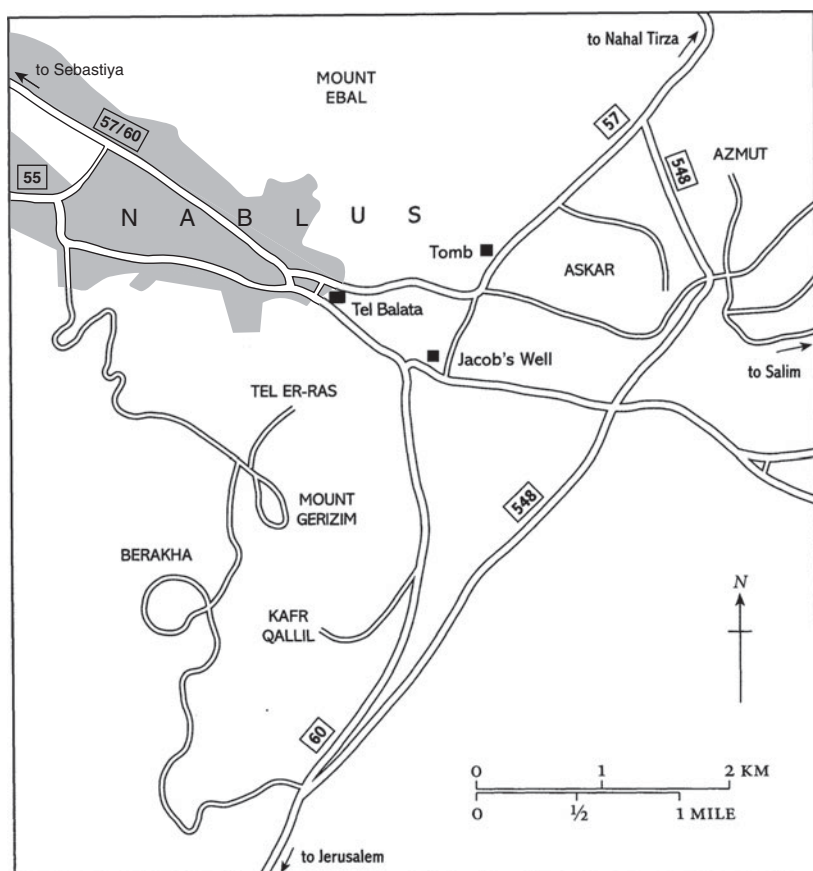 to Nahal Tirza
to Sebastiya
MOUNT
EBAL
57/60
57
548
AZMUT
55
NABLUS
Tomb
ASKAR
Tel Balata
Jacob's Well
to Salim
TEL ER-RAS
MOUNT
GERIZIM
548
BERAKHA
N
KAFR
QALLIL
60
0 1 2 KM
0 ½ 1 MILE
to Jerusalem